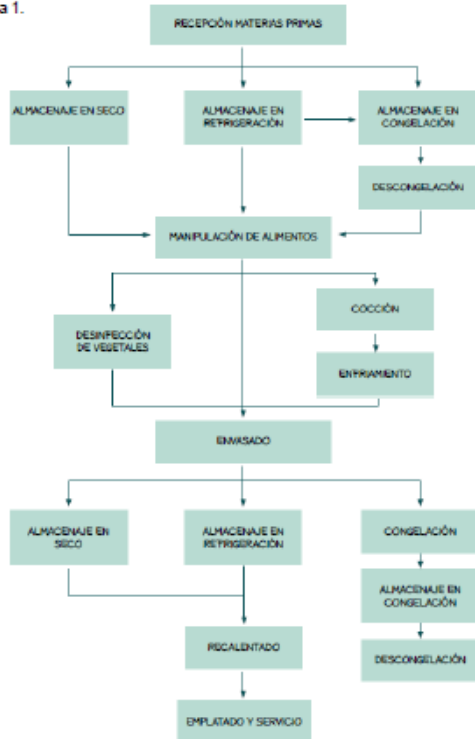 a 1.
RECEPCIÓN MATERIAS PRIMAS
ALMACENAJE EN SECO
ALMACENAJE EN
REFRIGERACIÓN
ALMACENAJE EN
CONGELACIÓN
DESCONGELACIÓN
MANIPULACIÓN DE ALIMENTOS
DESINFECCIÓN
DE VEGETALES
COCCIÓN
ENFRIAMIENTO
ENVASADO
ALMACENAJE EN
SECO
ALMACENAJE EN
REFRIGERACIÓN
CONGELACIÓN
ALMACENAJE EN
CONGELACIÓN
RECALENTADO
DESCONGELACIÓN
EMPLATADO Y SERVICIO